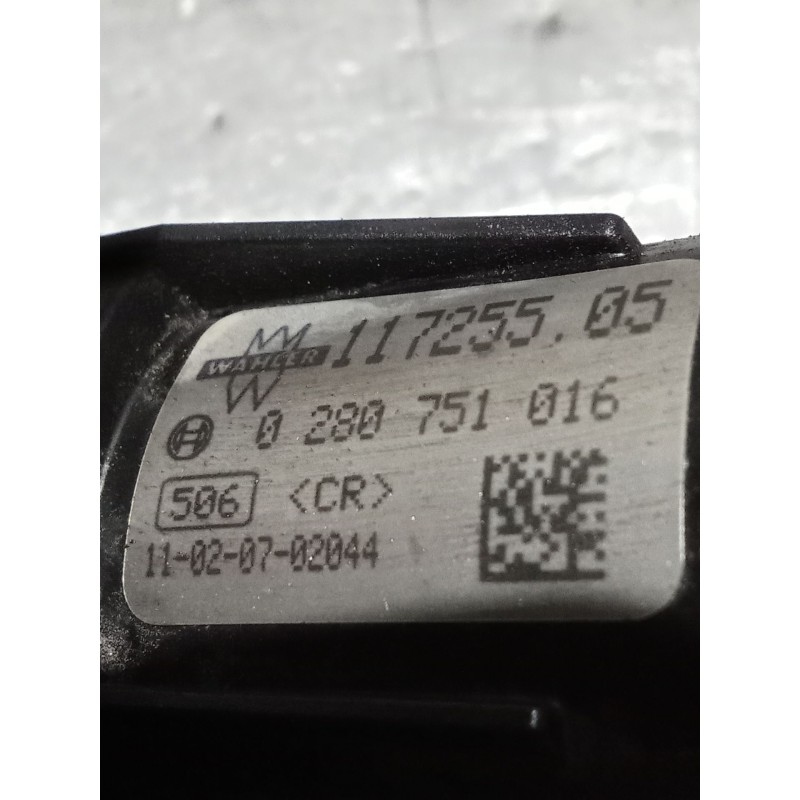 WAHLER 117255.05
0 280 751 016
506 <CR>
11-02-07-02044